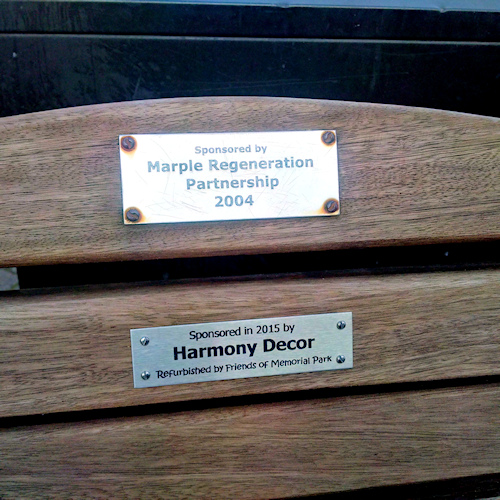 Sponsored by
Marple Regeneration
Partnership
2004
Sponsored in 2015 by
Harmony Decor
Refurbished by Friends of Memorial Park